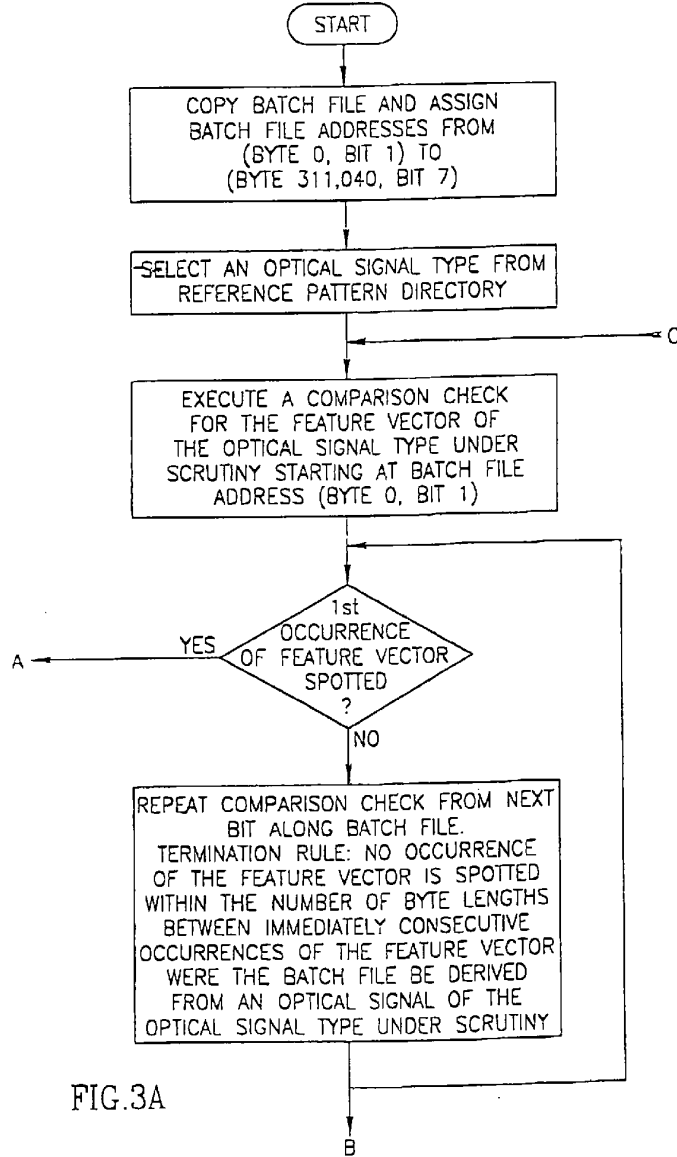 START
COPY BATCH FILE AND ASSIGN
BATCH FILE ADDRESSES FROM
(BYTE 0, BIT 1) TO
(BYTE 311,040, BIT 7)
SELECT AN OPTICAL SIGNAL TYPE FROM
REFERENCE PATTERN DIRECTORY
C
EXECUTE A COMPARISON CHECK
FOR THE FEATURE VECTOR OF
THE OPTICAL SIGNAL TYPE UNDER
SCRUTINY STARTING AT BATCH FILE
ADDRESS (BYTE 0, BIT 1)
1st
OCCURRENCE
OF FEATURE VECTOR
SPOTTED
?
YES
A
NO
REPEAT COMPARISON CHECK FROM NEXT
BIT ALONG BATCH FILE.
TERMINATION RULE: NO OCCURRENCE
OF THE FEATURE VECTOR IS SPOTTED
WITHIN THE NUMBER OF BYTE LENGTHS
BETWEEN IMMEDIATELY CONSECUTIVE
OCCURRENCES OF THE FEATURE VECTOR
WERE THE BATCH FILE BE DERIVED
FROM AN OPTICAL SIGNAL OF THE
OPTICAL SIGNAL TYPE UNDER SCRUTINY
FIG.3A
B